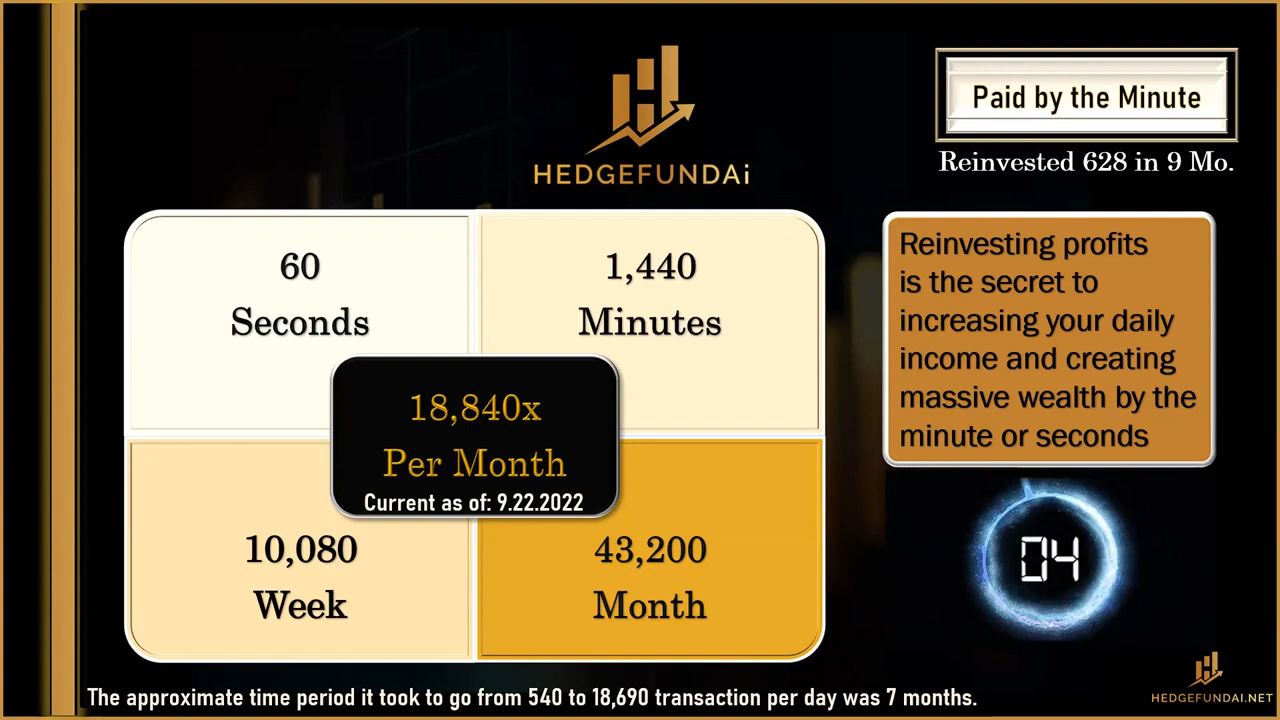 HEDGEFUNDAi
Paid by the Minute
Reinvested 628 in 9 Mo.
60
Seconds
1,440
Minutes
18,840x
Per Month
Current as of: 9.22.2022
10,080
Week
43,200
Month
Reinvesting profits
is the secret to
increasing your daily
income and creating
massive wealth by the
minute or seconds
04
The approximate time period it took to go from 540 to 18,690 transaction per day was 7 months.
HEDGEFUNDAI.NET